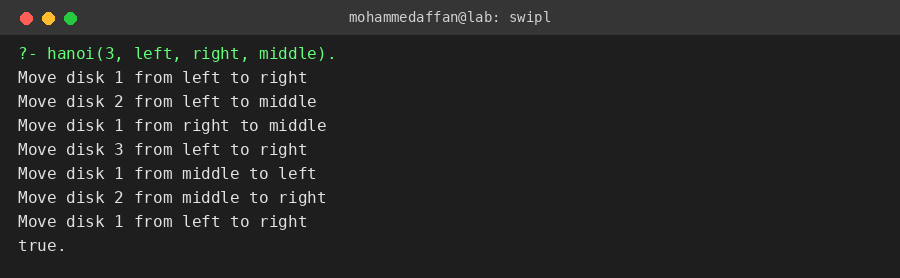 mohammedaffan@lab: swipl
?- hanoi(3, left, right, middle).
Move disk 1 from left to right
Move disk 2 from left to middle
Move disk 1 from right to middle
Move disk 3 from left to right
Move disk 1 from middle to left
Move disk 2 from middle to right
Move disk 1 from left to right
true.